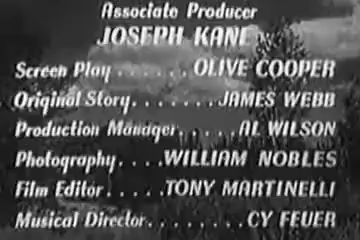 Associate Producer
JOSEPH KANE
Screen Play......OLIVE COOPER
Original Story.......JAMES WEBB
Production Manager.....AL WILSON
Photography....WILLIAM NOBLES
Film Editor.....TONY MARTINELLI
Musical Director........CY FEUER